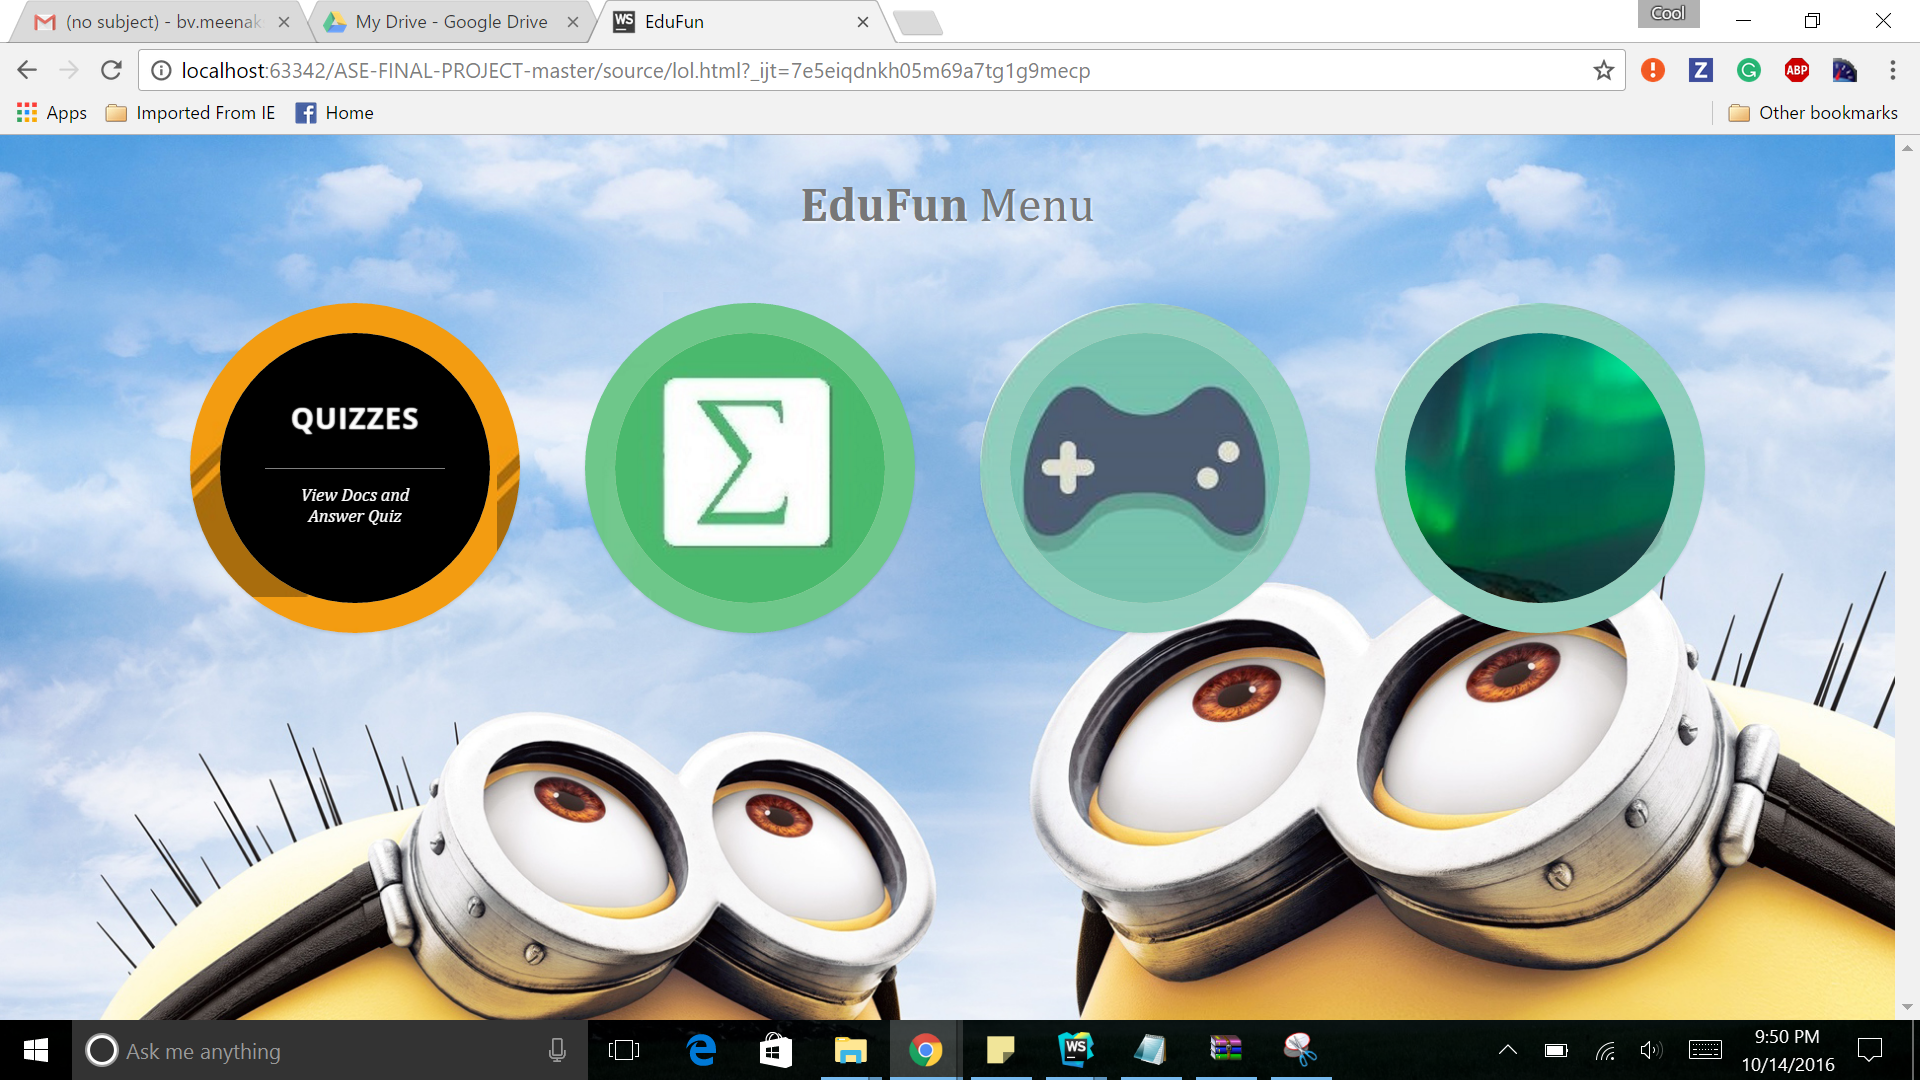 Cool
(no subject) - bv.meenak
My Drive - Google Drive
WS
EduFun
localhost:63342/ASE-FINAL-PROJECT-master/source/lol.html?_ijt=7e5eiqdnkh05m69a7tg1g9mecp
Z
G
ABP
Apps
Imported From IE
Home
Other bookmarks
EduFun Menu
QUIZZES
View Docs and
Answer Quiz
Σ
Ask me anything
WS
9:50 PM
10/14/2016